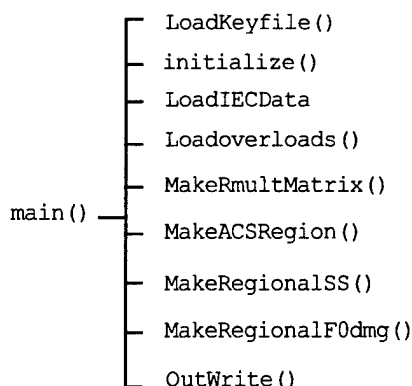 LoadKeyfile()
initialize()
LoadIECData
Loadoverloads()
MakeRmultMatrix()
main()
MakeACSRegion()
MakeRegionalSS()
MakeRegionalF0dmg()
OutWrite()